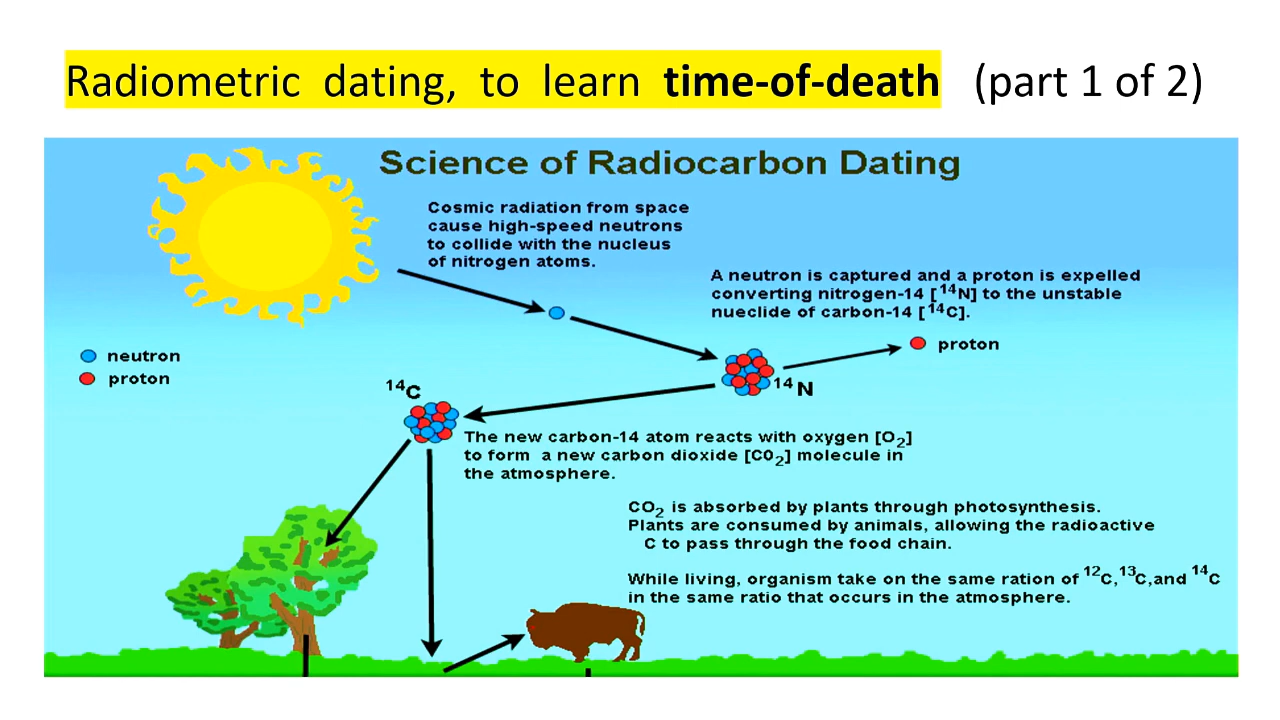 Radiometric dating, to learn time-of-death (part 1 of 2)
Science of Radiocarbon Dating
Cosmic radiation from space
cause high-speed neutrons
to collide with the nucleus
of nitrogen atoms.
A neutron is captured and a proton is expelled
converting nitrogen-14 [¹⁴N] to the unstable
nueclide of carbon-14 [¹⁴C].
neutron
proton
proton
¹⁴N
¹⁴C
The new carbon-14 atom reacts with oxygen [O₂]
to form a new carbon dioxide [C0₂] molecule in
the atmosphere.
CO₂ is absorbed by plants through photosynthesis.
Plants are consumed by animals, allowing the radioactive
C to pass through the food chain.
While living, organism take on the same ration of ¹²C,¹³C,and ¹⁴C
in the same ratio that occurs in the atmosphere.